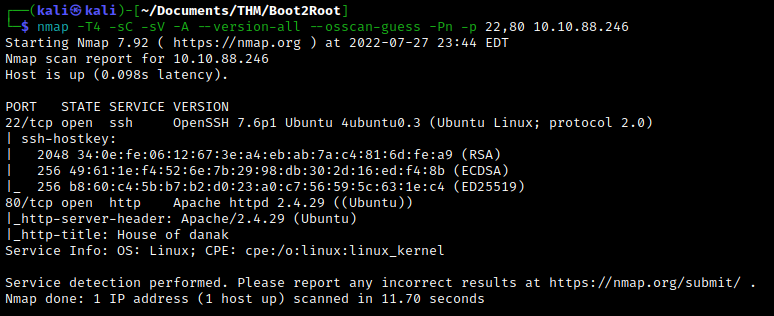 ┌──(kali㉿kali)-[~/Documents/THM/Boot2Root]
└─$ nmap -T4 -sC -sV -A --version-all --osscan-guess -Pn -p 22,80 10.10.88.246
Starting Nmap 7.92 ( https://nmap.org ) at 2022-07-27 23:44 EDT
Nmap scan report for 10.10.88.246
Host is up (0.098s latency).

PORT   STATE SERVICE VERSION
22/tcp open  ssh     OpenSSH 7.6p1 Ubuntu 4ubuntu0.3 (Ubuntu Linux; protocol 2.0)
| ssh-hostkey:
|   2048 34:0e:fe:06:12:67:3e:a4:eb:ab:7a:c4:81:6d:fe:a9 (RSA)
|   256 49:61:1e:f4:52:6e:7b:29:98:db:30:2d:16:ed:f4:8b (ECDSA)
|_  256 b8:60:c4:5b:b7:b2:d0:23:a0:c7:56:59:5c:63:1e:c4 (ED25519)
80/tcp open  http    Apache httpd 2.4.29 ((Ubuntu))
|_http-server-header: Apache/2.4.29 (Ubuntu)
|_http-title: House of danak
Service Info: OS: Linux; CPE: cpe:/o:linux:linux_kernel

Service detection performed. Please report any incorrect results at https://nmap.org/submit/ .
Nmap done: 1 IP address (1 host up) scanned in 11.70 seconds